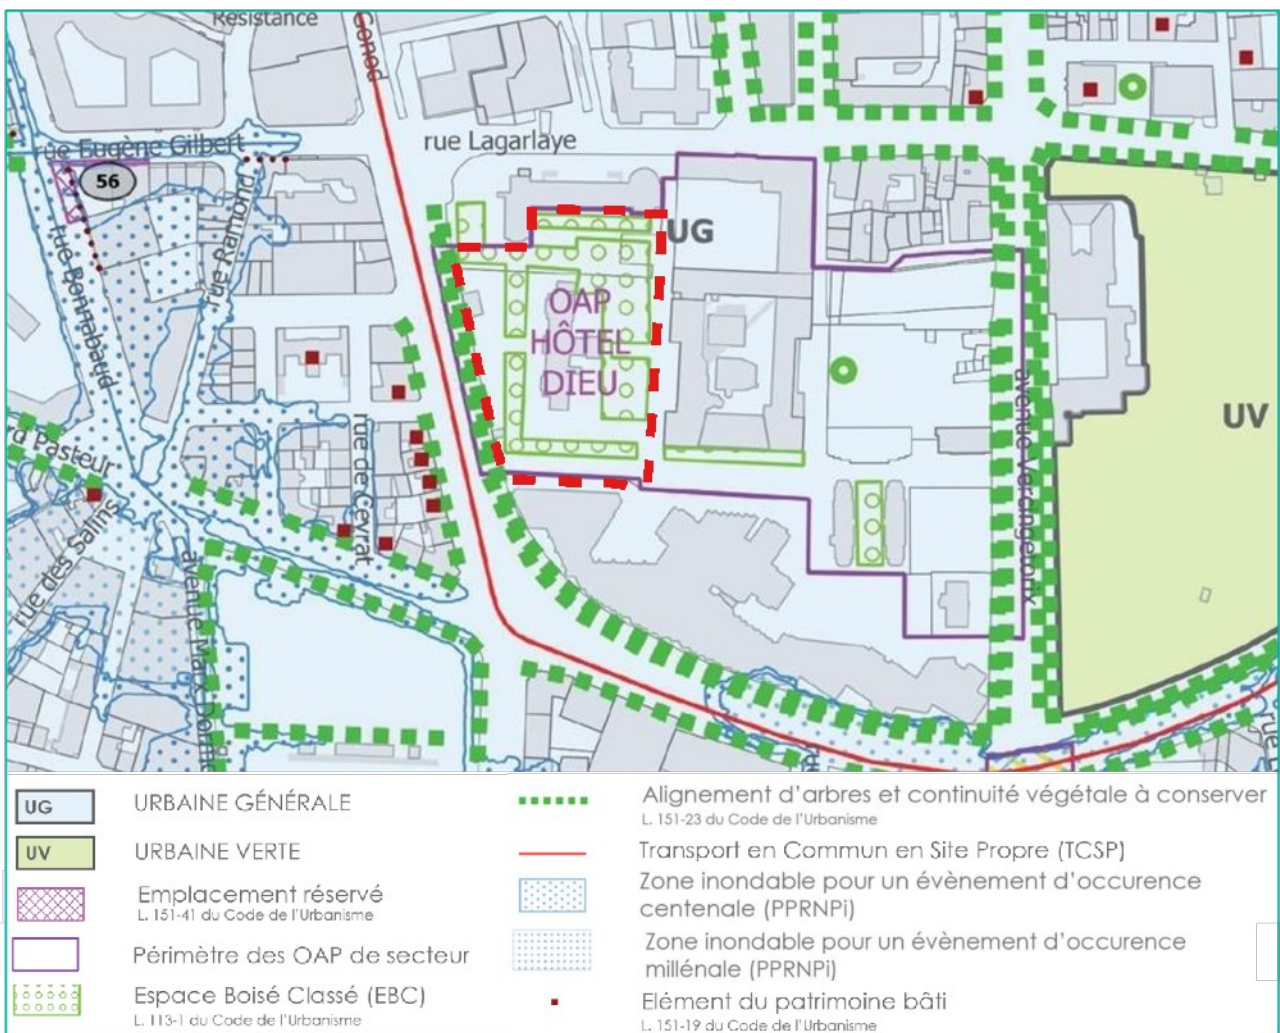 Résistance
Gonod
rue Lagarlaye
rue Eugène Gilbert
56
rue Ramond
rue Bonnabaud
UG
OAP
HÔTEL
DIEU
UV
avenue Vercingétorix
rue de Ceyrat
d Pasteur
rue des Salins
avenue Marx Dormo
rue
UG
URBAINE GÉNÉRALE
UV
URBAINE VERTE
Emplacement réservé
L. 151-41 du Code de l'Urbanisme
Périmètre des OAP de secteur
Espace Boisé Classé (EBC)
L. 113-1 du Code de l'Urbanisme
Alignement d'arbres et continuité végétale à conserver
L. 151-23 du Code de l'Urbanisme
Transport en Commun en Site Propre (TCSP)
Zone inondable pour un évènement d'occurence
centenale (PPRNPi)
Zone inondable pour un évènement d'occurence
millénale (PPRNPi)
Elément du patrimoine bâti
L. 151-19 du Code de l'Urbanisme